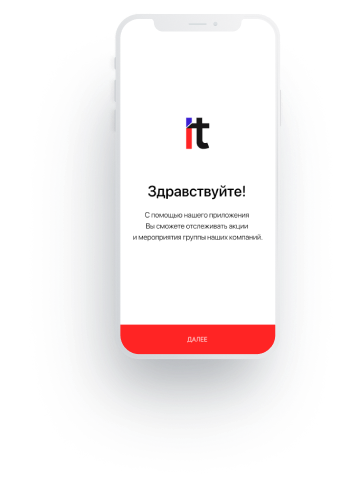 it
Здравствуйте!
С помощью нашего приложения
Вы сможете отслеживать акции
и мероприятия группы наших компаний.
ДАЛЕЕ